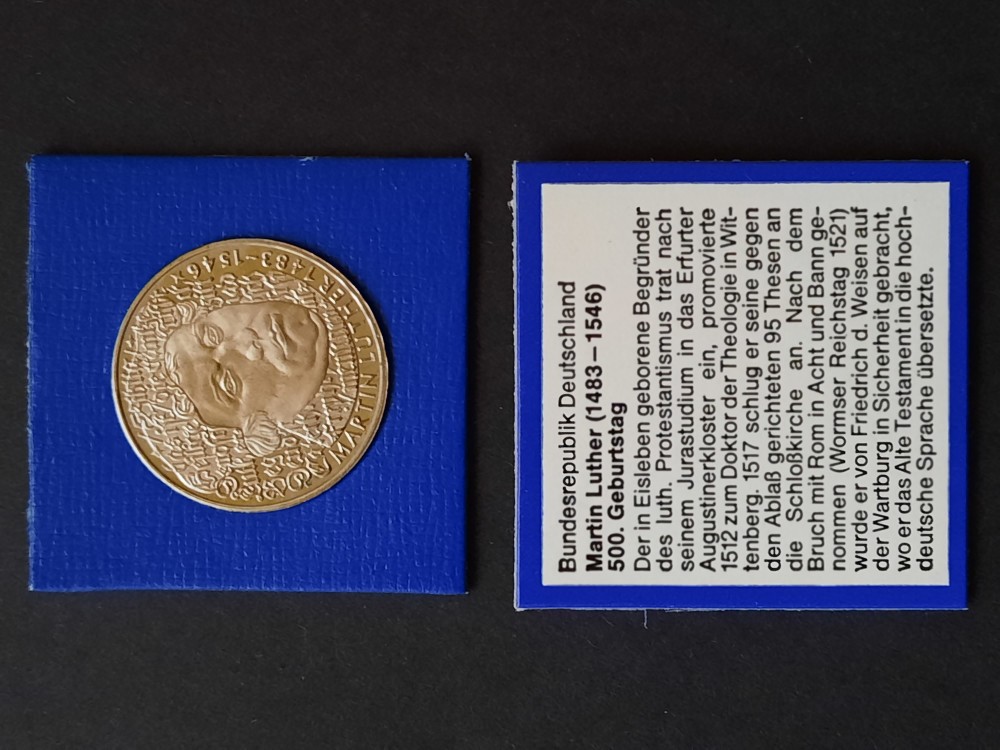 MARTIN LUTHER 1483-1546
Bundesrepublik Deutschland
Martin Luther (1483 – 1546)
500. Geburtstag
Der in Eisleben geborene Begründer
des luth. Protestantismus trat nach
seinem Jurastudium in das Erfurter
Augustinerkloster ein, promovierte
1512 zum Doktor der Theologie in Wit-
tenberg. 1517 schlug er seine gegen
den Ablaß gerichteten 95 Thesen an
die Schloßkirche an. Nach dem
Bruch mit Rom in Acht und Bann ge-
nommen (Wormser Reichstag 1521)
wurde er von Friedrich d. Weisen auf
der Wartburg in Sicherheit gebracht,
wo er das Alte Testament in die hoch-
deutsche Sprache übersetzte.